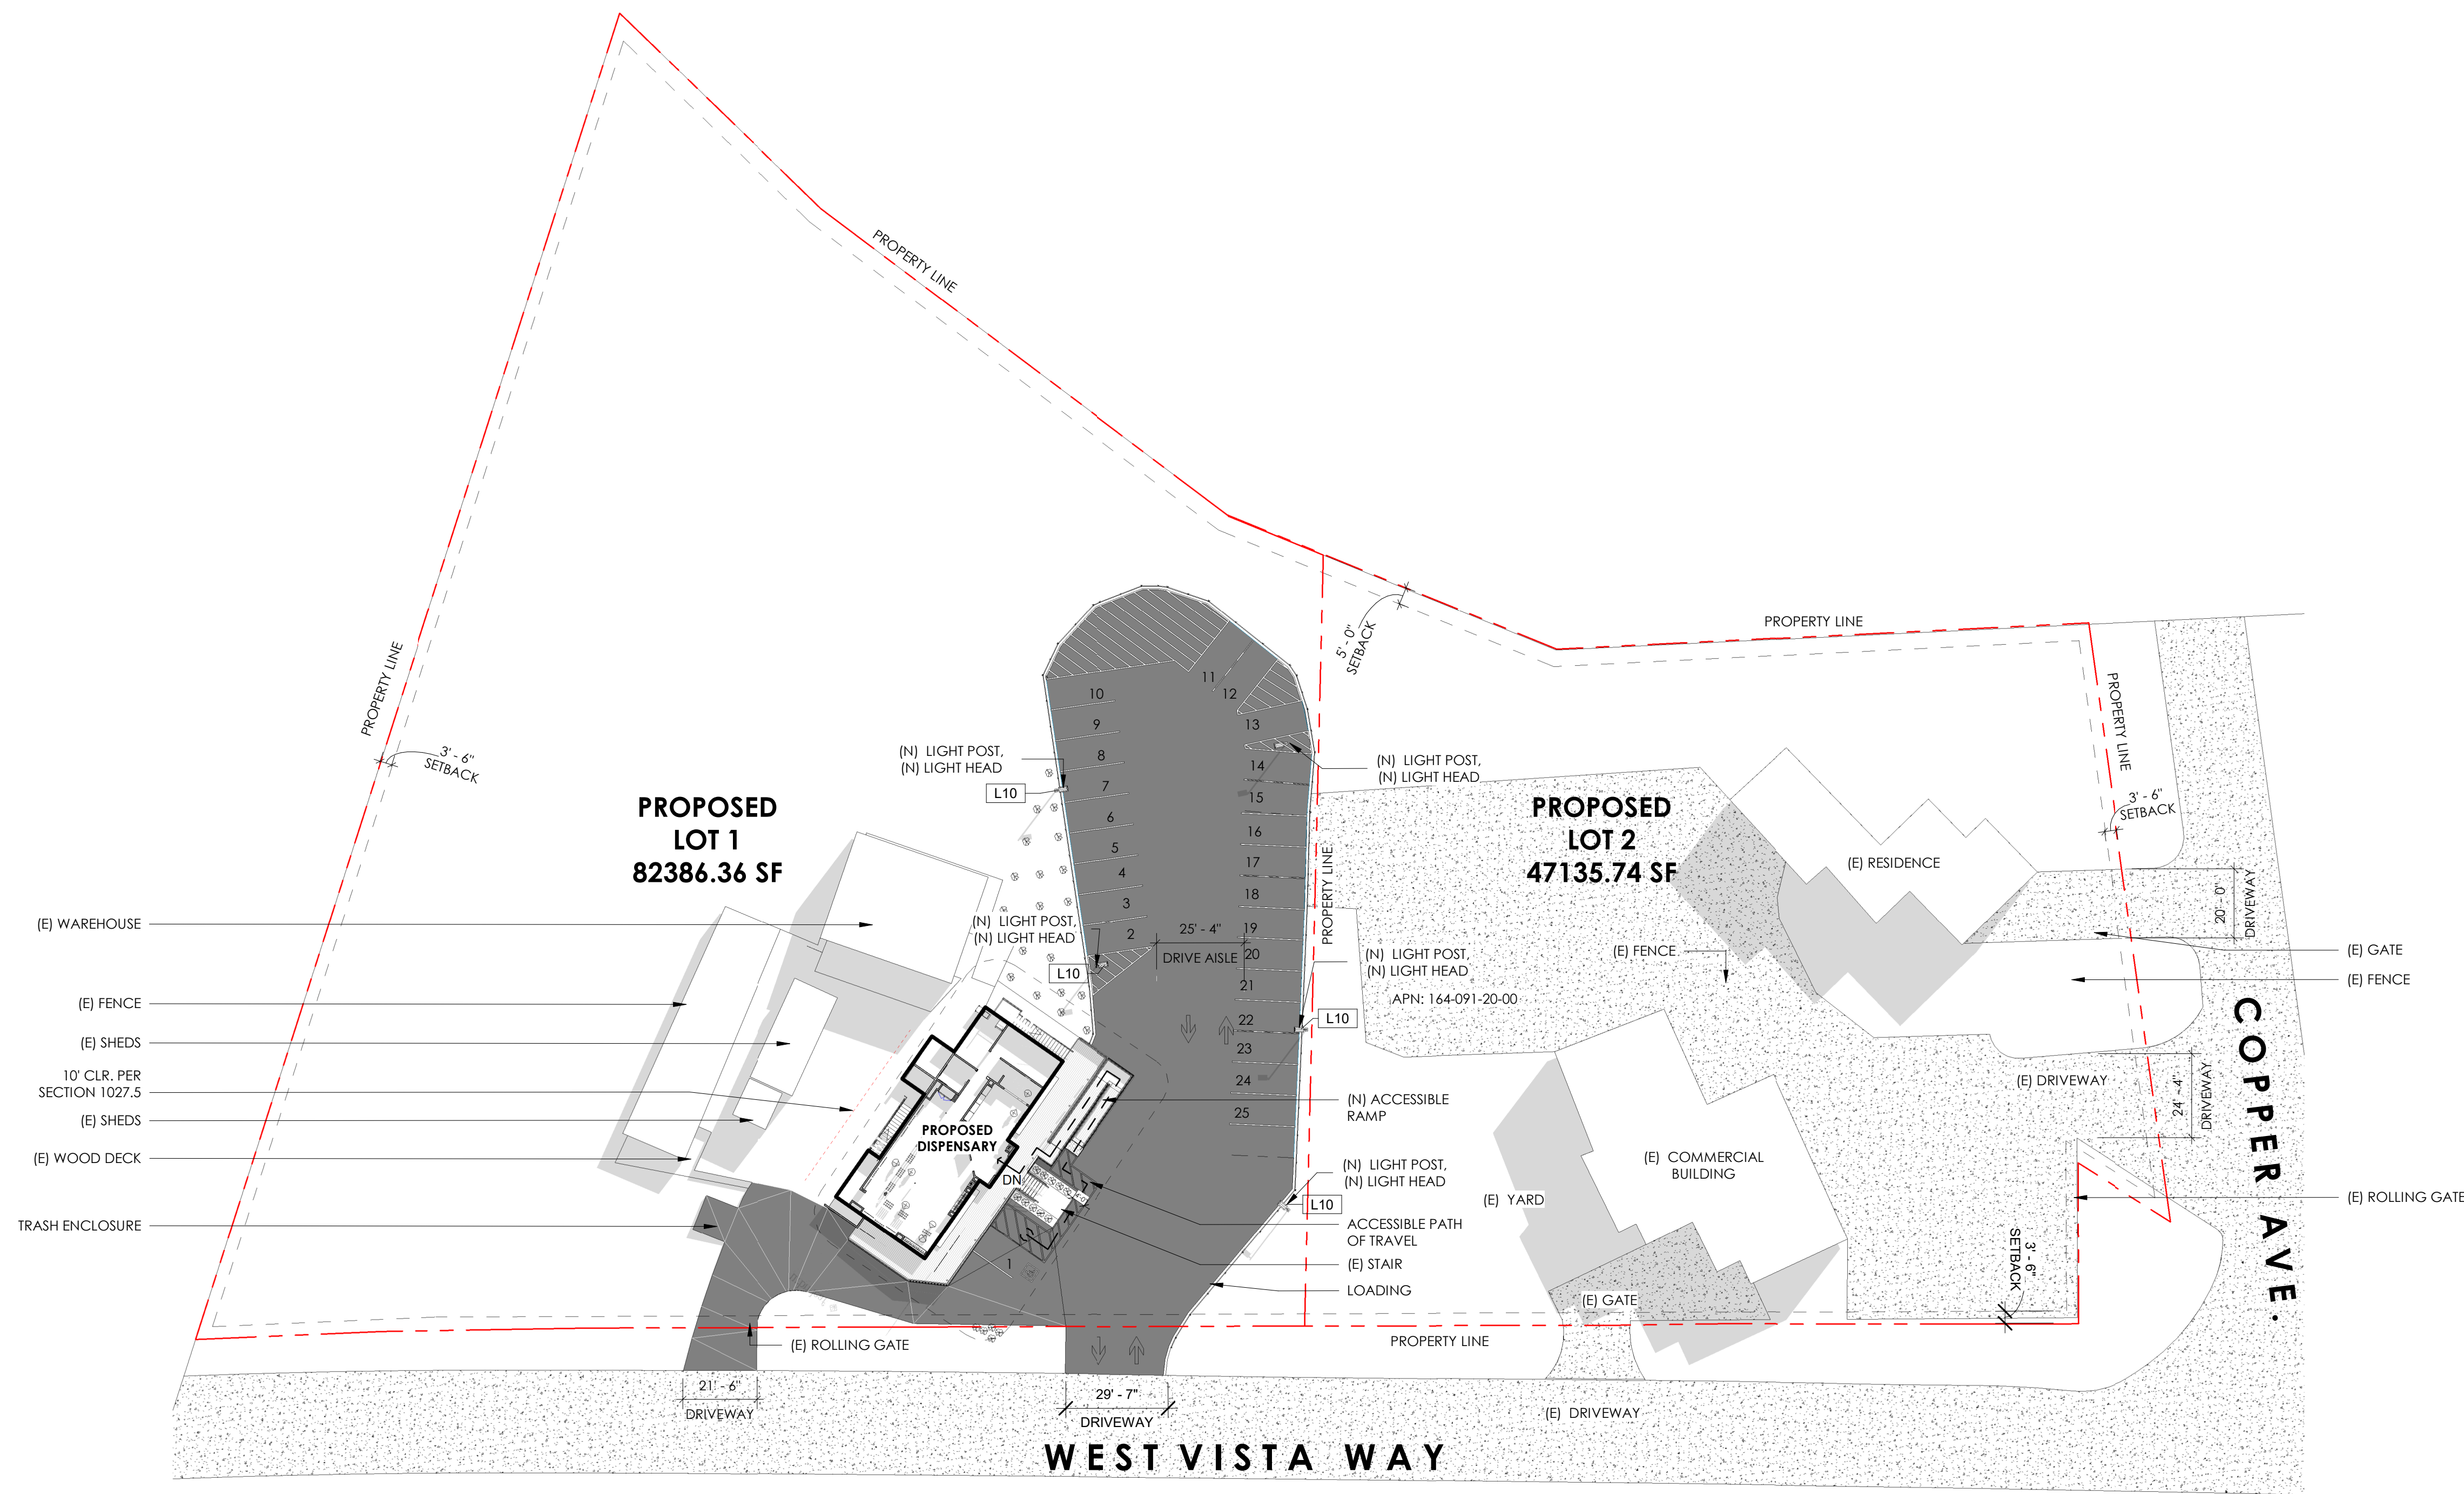 PROPERTY LINE
PROPERTY LINE
3' - 6"
SETBACK
5' - 0"
SETBACK
PROPERTY LINE
PROPERTY LINE
3' - 6"
SETBACK
PROPOSED
LOT 1
82386.36 SF
PROPOSED
LOT 2
47135.74 SF
(N) LIGHT POST,
(N) LIGHT HEAD
L10
(N) LIGHT POST,
(N) LIGHT HEAD
10
9
8
7
6
5
4
3
2
11
12
13
14
15
16
17
18
19
20
21
22
23
24
25
1
(N) LIGHT POST,
(N) LIGHT HEAD
L10
25' - 4"
DRIVE AISLE
PROPERTY LINE
(N) LIGHT POST,
(N) LIGHT HEAD
L10
APN: 164-091-20-00
(E) RESIDENCE
(E) FENCE
20' - 0"
DRIVEWAY
(E) GATE
(E) FENCE
(E) WAREHOUSE
(E) FENCE
(E) SHEDS
10' CLR. PER
SECTION 1027.5
(E) SHEDS
(E) WOOD DECK
TRASH ENCLOSURE
PROPOSED
DISPENSARY
DN
(N) ACCESSIBLE
RAMP
(N) LIGHT POST,
(N) LIGHT HEAD
L10
ACCESSIBLE PATH
OF TRAVEL
(E) STAIR
LOADING
(E) YARD
(E) COMMERCIAL
BUILDING
(E) DRIVEWAY
24' - 4"
DRIVEWAY
(E) ROLLING GATE
3' - 6"
SETBACK
(E) GATE
PROPERTY LINE
(E) ROLLING GATE
21' - 6"
DRIVEWAY
29' - 7"
DRIVEWAY
(E) DRIVEWAY
WEST VISTA WAY
COPPER AVE.